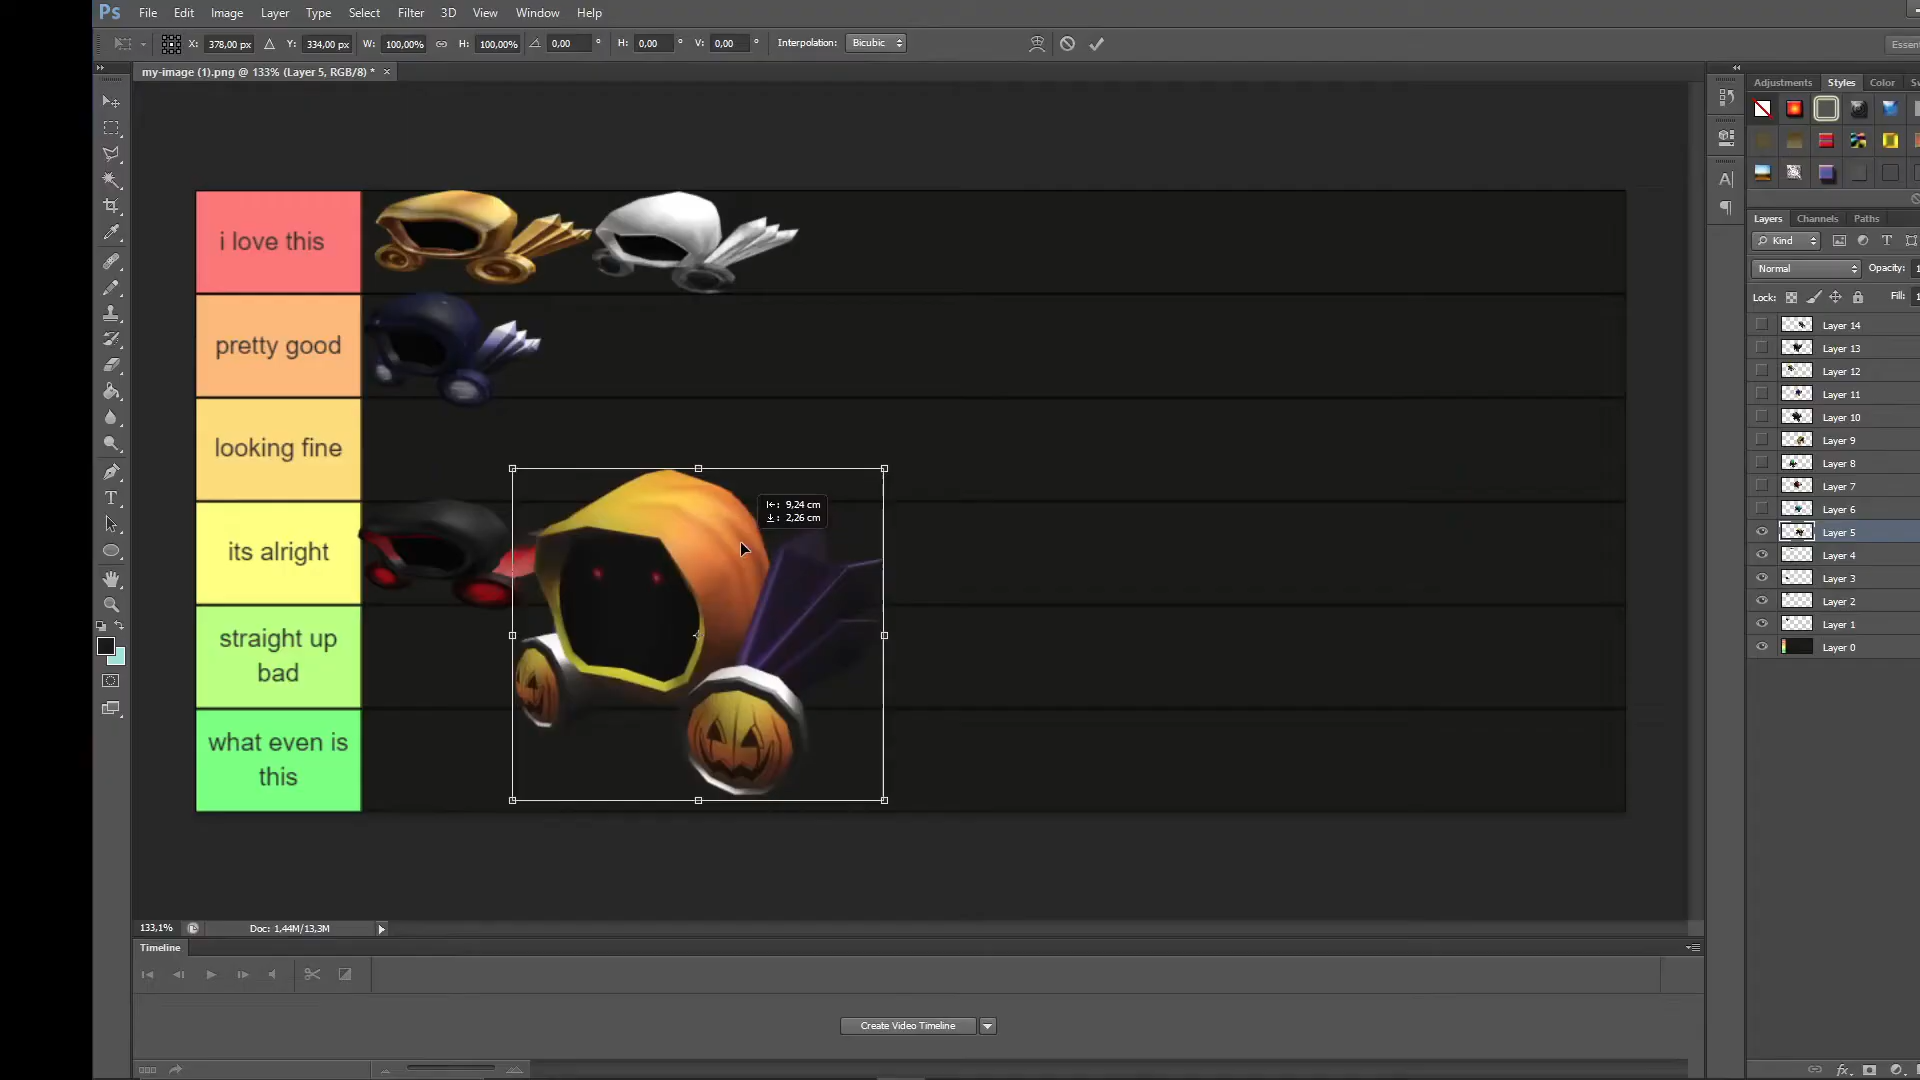 Ps File Edit Image Layer Type Select Filter 3D View Window Help
X: 378,00 px Y: 334,00 px W: 100,00% H: 100,00% 0,00 ° H: 0,00 ° V: 0,00 ° Interpolation: Bicubic
my-image (1).png @ 133% (Layer 5, RGB/8) * ×
Adjustments Styles Color
i love this
pretty good
looking fine
its alright
straight up
bad
what even is
this
9,24 cm
2,26 cm
Layers Channels Paths
Kind
Normal Opacity:
Lock: Fill:
Layer 14
Layer 13
Layer 12
Layer 11
Layer 10
Layer 9
Layer 8
Layer 7
Layer 6
Layer 5
Layer 4
Layer 3
Layer 2
Layer 1
Layer 0
133,1% Doc: 1,44M/13,3M
Timeline
Create Video Timeline
fx